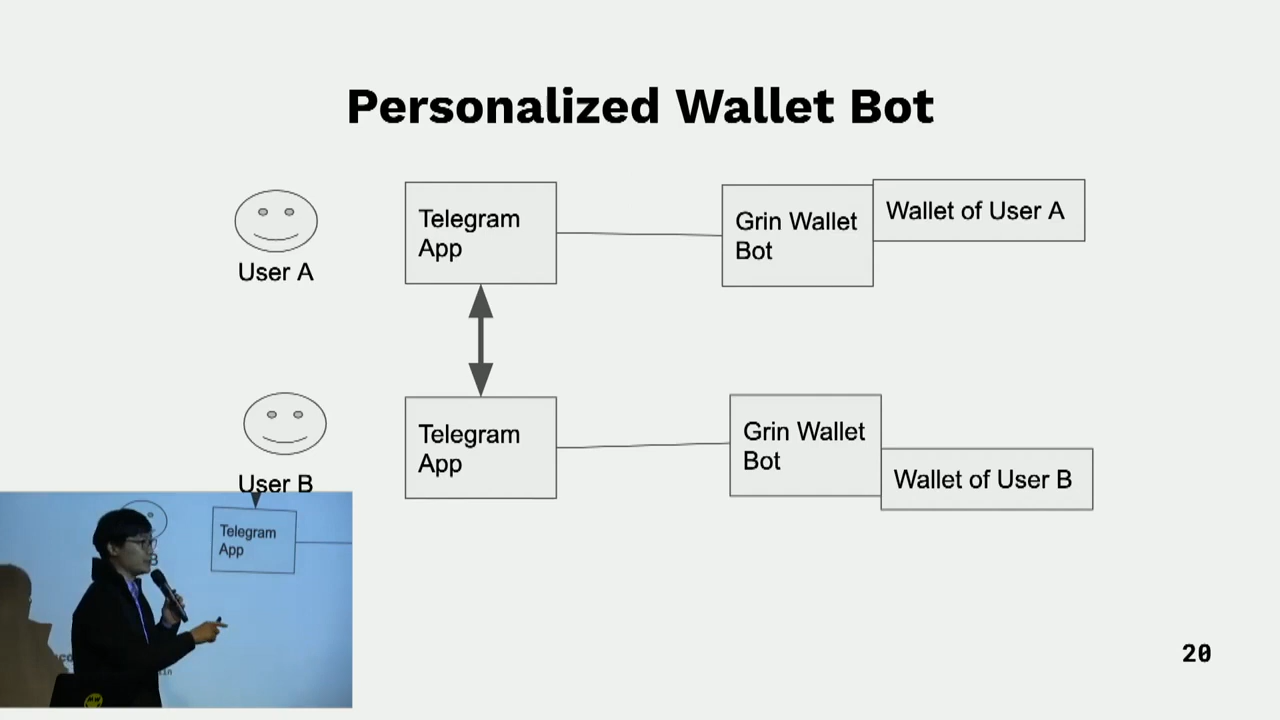 Personalized Wallet Bot
Telegram
App
Grin Wallet
Bot
Wallet of User A
User A
Telegram
App
Grin Wallet
Bot
Wallet of User B
User B
Telegram
App
B
20